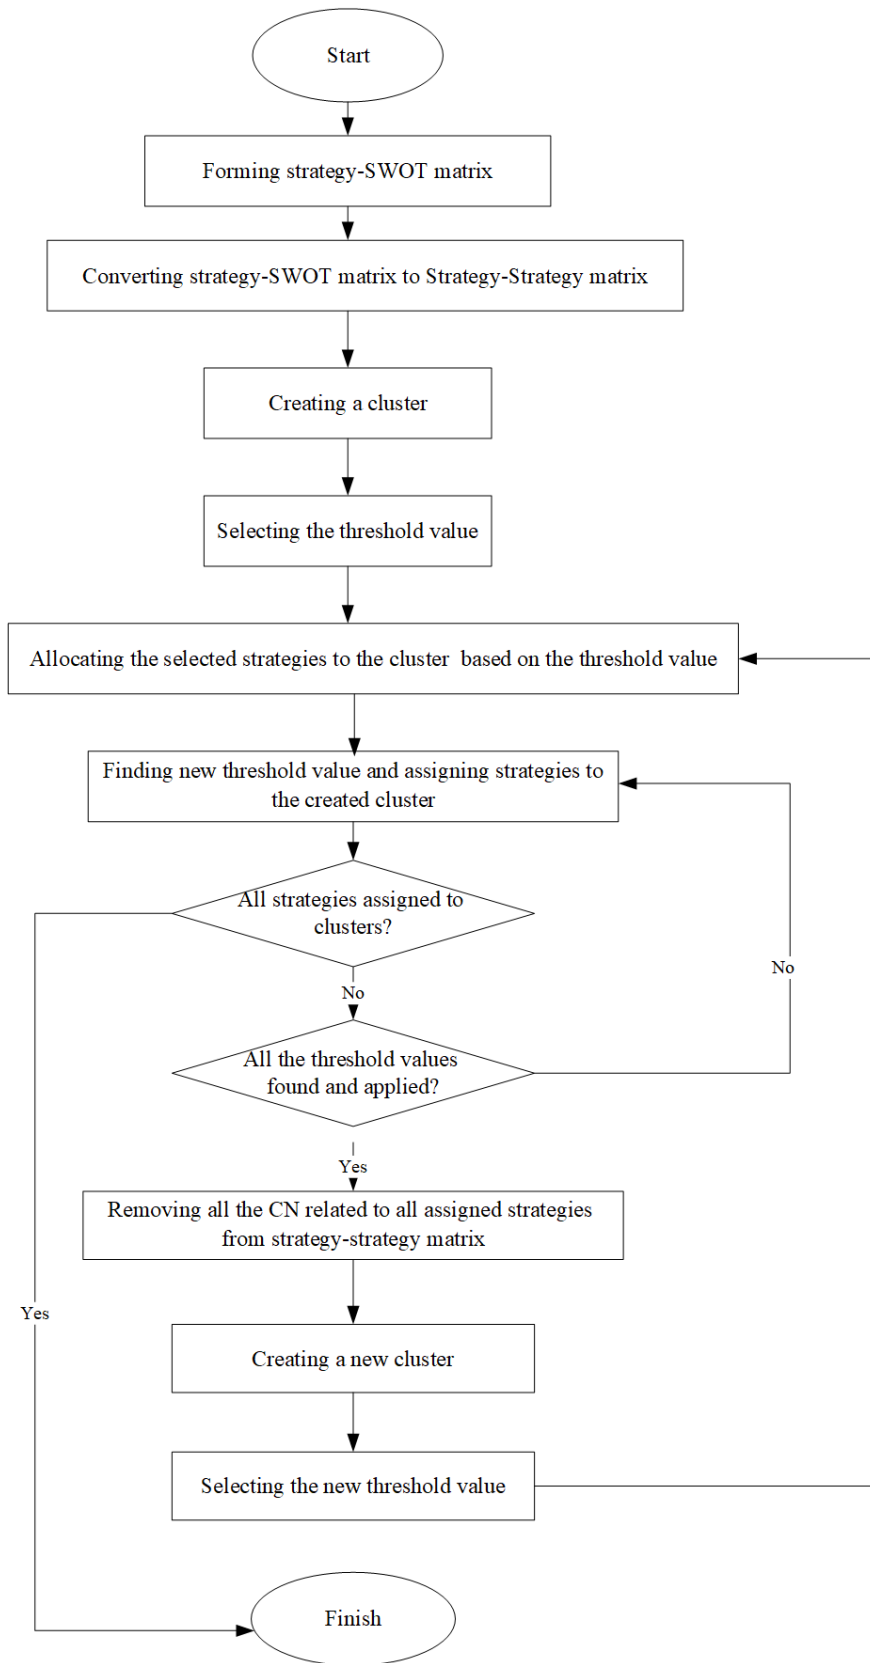 Start
Forming strategy-SWOT matrix
Converting strategy-SWOT matrix to Strategy-Strategy matrix
Creating a cluster
Selecting the threshold value
Allocating the selected strategies to the cluster based on the threshold value
Finding new threshold value and assigning strategies to
the created cluster
All strategies assigned to
clusters?
No
No
All the threshold values
found and applied?
Yes
Removing all the CN related to all assigned strategies
from strategy-strategy matrix
Yes
Creating a new cluster
Selecting the new threshold value
Finish